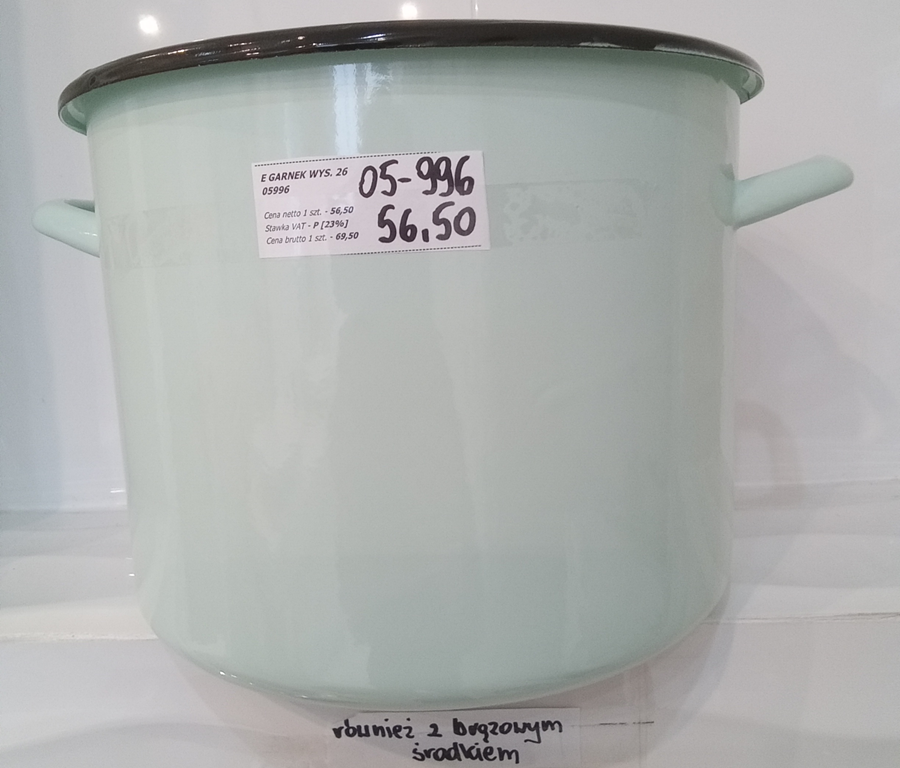 E GARNEK WYS. 26
05996
05-996
Cena netto 1 szt. - 56,50
Stawka VAT - P [23%]
Cena brutto 1 szt. - 69,50
56,50
również z brązowym
środkiem